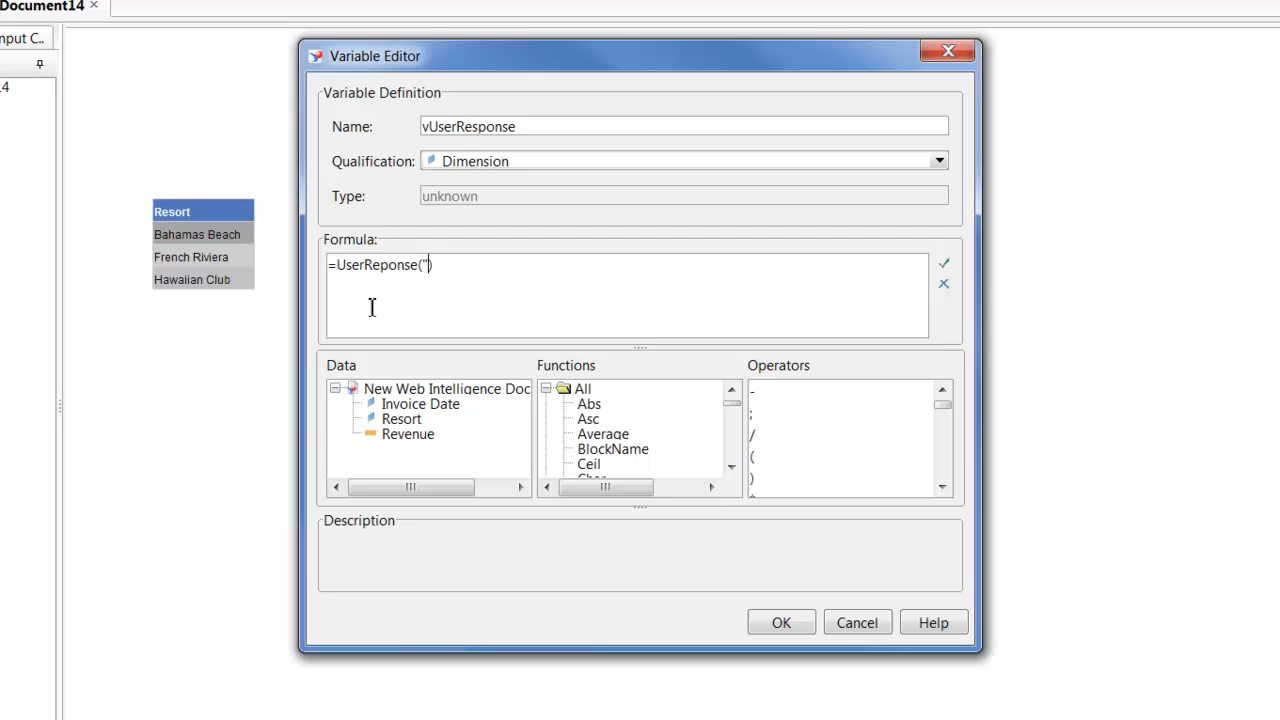 Document14
nput C..
4
Resort
Bahamas Beach
French Riviera
Hawaiian Club
Variable Editor
Variable Definition
Name: vUserResponse
Qualification: Dimension
Type: unknown
Formula:
=UserReponse(")
Data
New Web Intelligence Doc
Invoice Date
Resort
Revenue
Functions
All
Abs
Asc
Average
BlockName
Ceil
Operators
-
;
/
(
)
Description
OK Cancel Help